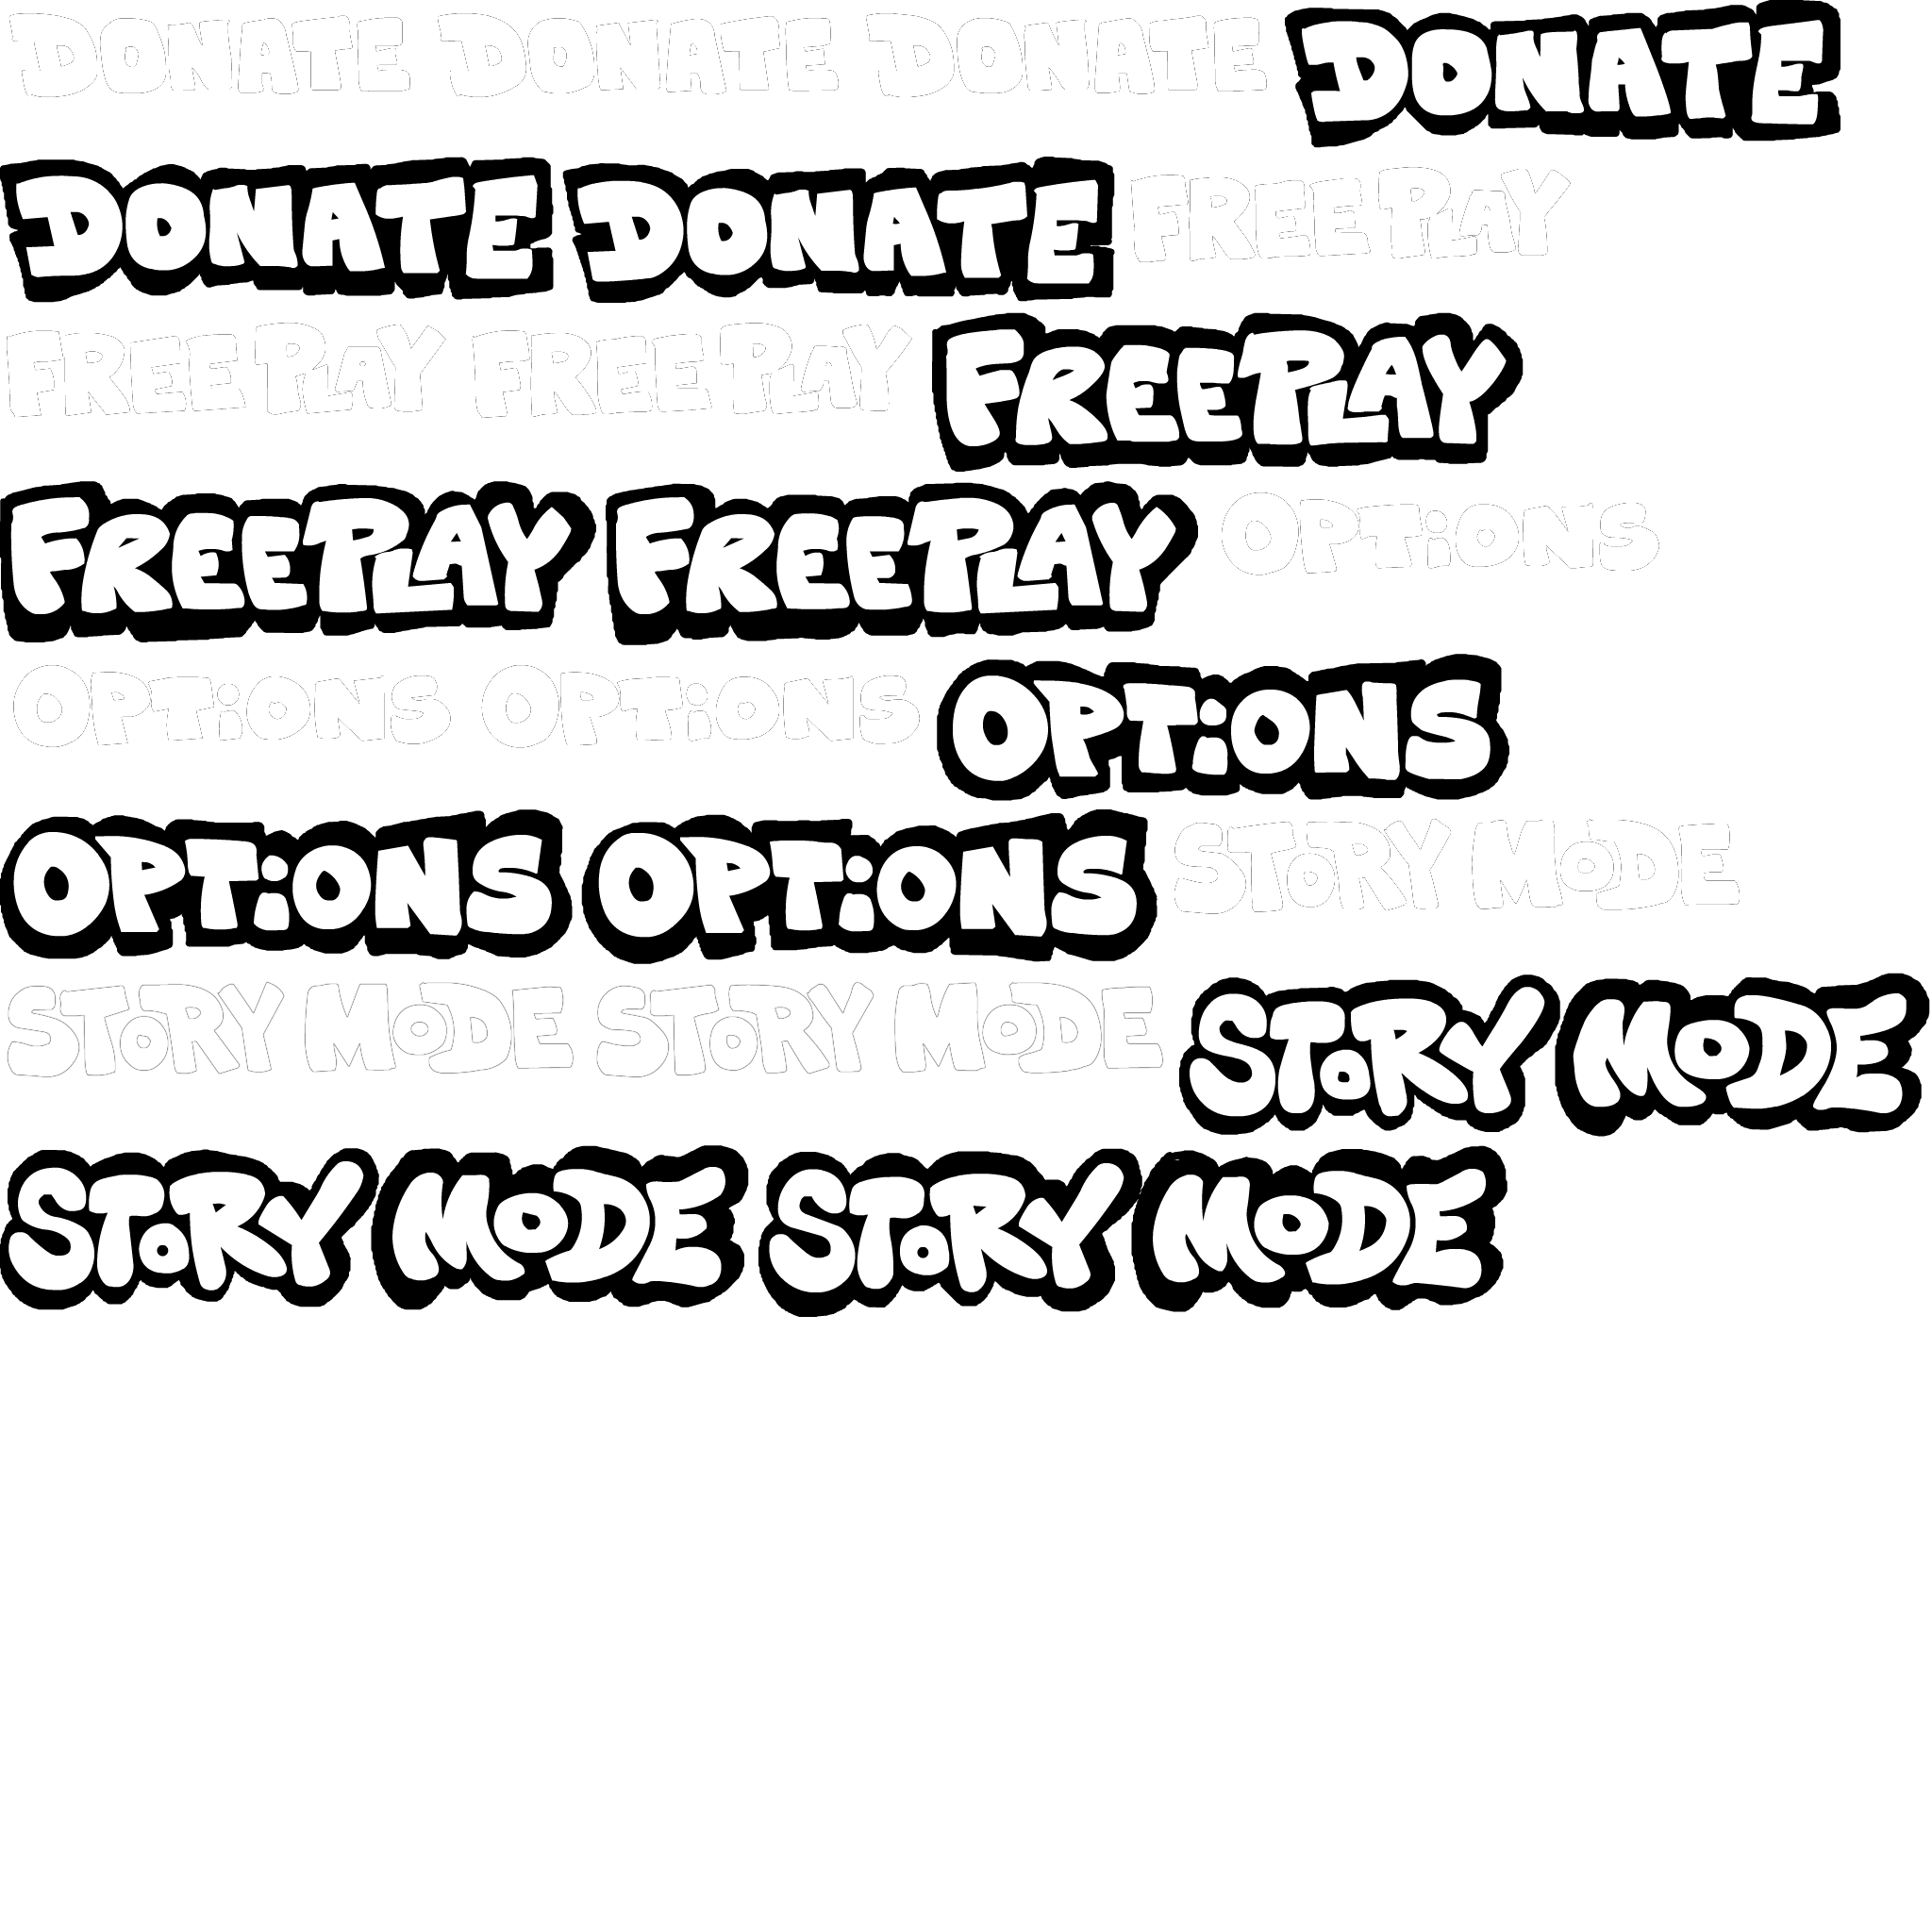 DONATE DONATE DONATE DONATE
DONATE DONATE FREEPLAY
FREEPLAY FREEPLAY FREEPLAY
FREEPLAY FREEPLAY OPTiONS
OPTiONS OPTiONS OPTiONS
OPTiONS OPTiONS STORY MODE
STORY MODE STORY MODE STORY MODE
STORY MODE STORY MODE